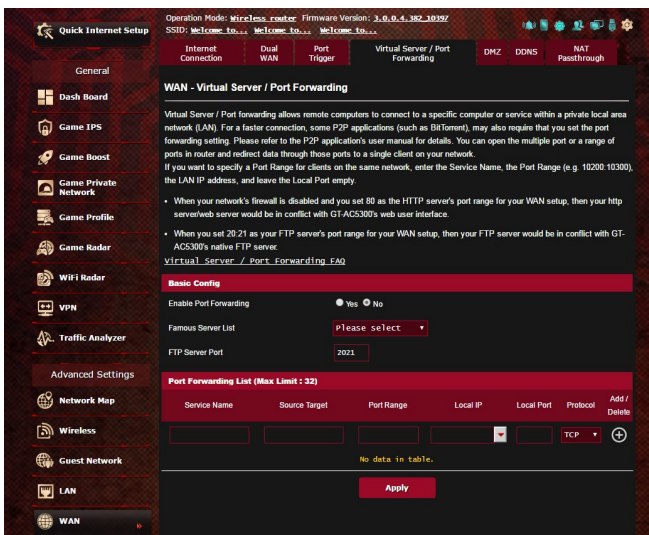 Quick Internet Setup
Operation Mode: Wireless router Firmware Version: 3.0.0.4.382_10397
SSID: Welcome to... Welcome to... Welcome to...
General
Dash Board
Game IPS
Game Boost
Game Private
Network
Game Profile
Game Radar
WiFi Radar
VPN
Traffic Analyzer
Advanced Settings
Network Map
Wireless
Guest Network
LAN
WAN
Internet
Connection
Dual
WAN
Port
Trigger
Virtual Server / Port
Forwarding
DMZ
DDNS
NAT
Passthrough
WAN - Virtual Server / Port Forwarding
Virtual Server / Port forwarding allows remote computers to connect to a specific computer or service within a private local area
network (LAN). For a faster connection, some P2P applications (such as BitTorrent), may also require that you set the port
forwarding setting. Please refer to the P2P application's user manual for details. You can open the multiple port or a range of
ports in router and redirect data through those ports to a single client on your network.
If you want to specify a Port Range for clients on the same network, enter the Service Name, the Port Range (e.g. 10200:10300),
the LAN IP address, and leave the Local Port empty.
• When your network's firewall is disabled and you set 80 as the HTTP server's port range for your WAN setup, then your http
server/web server would be in conflict with GT-AC5300's web user interface.
• When you set 20:21 as your FTP server's port range for your WAN setup, then your FTP server would be in conflict with GT-
AC5300's native FTP server.
Virtual Server / Port Forwarding FAQ
Basic Config
Enable Port Forwarding Yes No
Famous Server List Please select
FTP Server Port 2021
Port Forwarding List (Max Limit : 32)
Service Name Source Target Port Range Local IP Local Port Protocol Add /
Delete
TCP
No data in table.
Apply